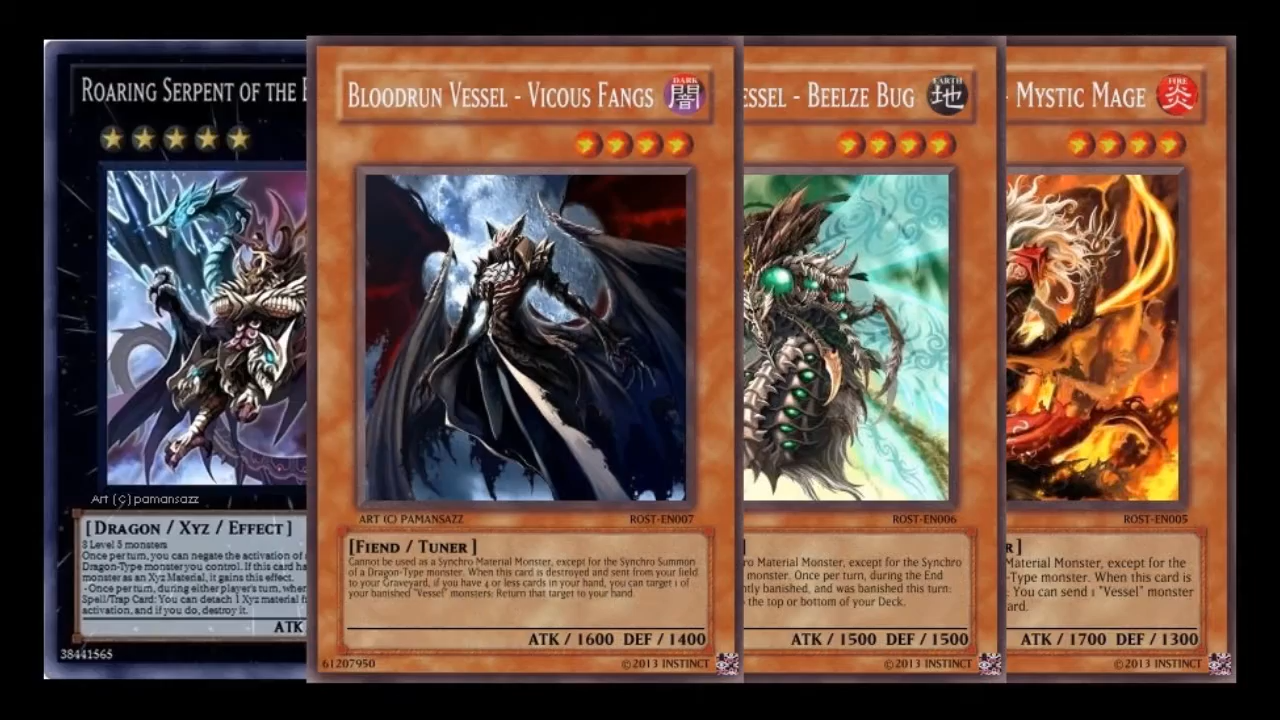 ROARING SERPENT OF THE
Art (C) pamansazz
[DRAGON / XYZ / EFFECT]
3 Level 5 monsters
Once per turn, you can negate the activation of
Dragon-Type monster you control. If this card ha
monster as an Xyz Material, it gains this effect.
-Once per turn, during either player's turn, when
Spell/Trap Card: You can detach 1 Xyz material f
activation, and if you do, destroy it.
ATK
38441565
BLOODRUN VESSEL - VICOUS FANGS
DARK
闇
ART (C) PAMANSAZZ
ROST-EN007
[FIEND / TUNER]
Cannot be used as a Synchro Material Monster, except for the Synchro Summon
of a Dragon-Type monster. When this card is destroyed and sent from your field
to your Graveyard, if you have 4 or less cards in your hand, you can target 1 of
your banished "Vessel" monsters: Return that target to your hand.
ATK / 1600 DEF / 1400
61207950
©2013 INSTINCT
ESSEL - BEELZE BUG
EARTH
地
ROST-EN006
]
ro Material Monster, except for the Synchro
monster. Once per turn, during the End
ntly banished, and was banished this turn:
the top or bottom of your Deck.
ATK / 1500 DEF / 1500
©2013 INSTINCT
- MYSTIC MAGE
FIRE
炎
ROST-EN005
R]
Material Monster, except for the
-Type monster. When this card is
: You can send 1 "Vessel" monster
ard.
ATK / 1700 DEF / 1300
©2013 INSTINCT